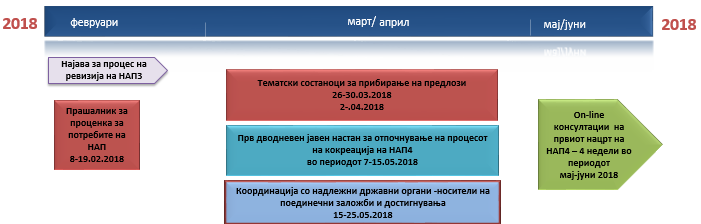 2018
февруари
март/ април
мај/јуни
2018
Најава за процес на
ревизија на НАП3
Прашалник за
проценка за
потребите на
НАП
8-19.02.2018
Тематски состаноци за прибирање на предлози
26-30.03.2018
2-.04.2018
Прв дводневен јавен настан за отпочнување на процесот
на кокреација на НАП4
во периодот 7-15.05.2018
Координација со надлежни државни органи -носители на
поединечни заложби и достигнувања
15-25.05.2018
On-line
консултации на
првиот нацрт на
НАП4 – 4 недели во
периодот
мај-јуни 2018